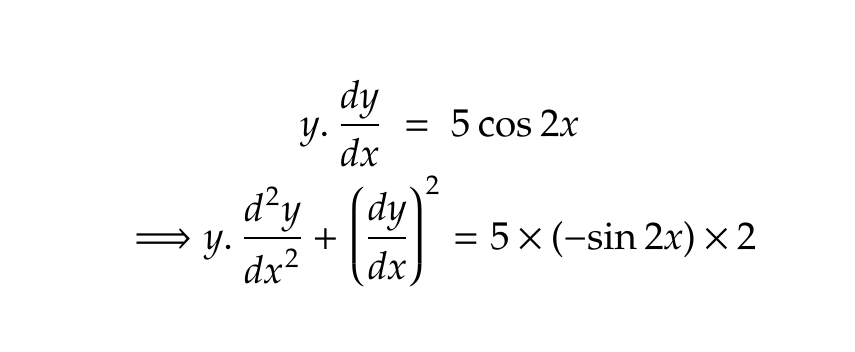 y. dy/dx = 5 cos 2x
⟹ y. d²y/dx² + (dy/dx)² = 5 × (−sin 2x) × 2